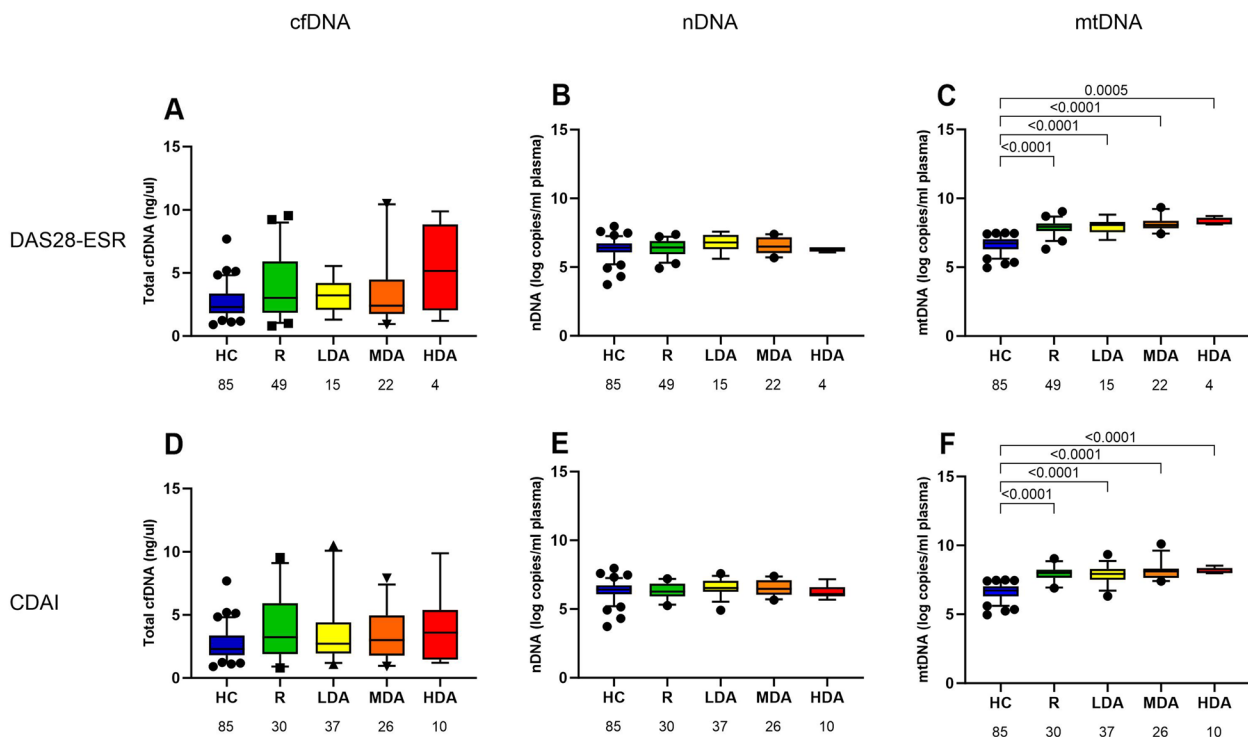 cfDNA
nDNA
mtDNA
DAS28-ESR
A
Total cfDNA (ng/ul)
15
10
5
0
HC R LDA MDA HDA
85 49 15 22 4
B
nDNA (log copies/ml plasma)
15
10
5
0
HC R LDA MDA HDA
85 49 15 22 4
C
0.0005
<0.0001
<0.0001
<0.0001
mtDNA (log copies/ml plasma)
15
10
5
0
HC R LDA MDA HDA
85 49 15 22 4
CDAI
D
Total cfDNA (ng/ul)
15
10
5
0
HC R LDA MDA HDA
85 30 37 26 10
E
nDNA (log copies/ml plasma)
15
10
5
0
HC R LDA MDA HDA
85 30 37 26 10
F
<0.0001
<0.0001
<0.0001
<0.0001
mtDNA (log copies/ml plasma)
15
10
5
0
HC R LDA MDA HDA
85 30 37 26 10